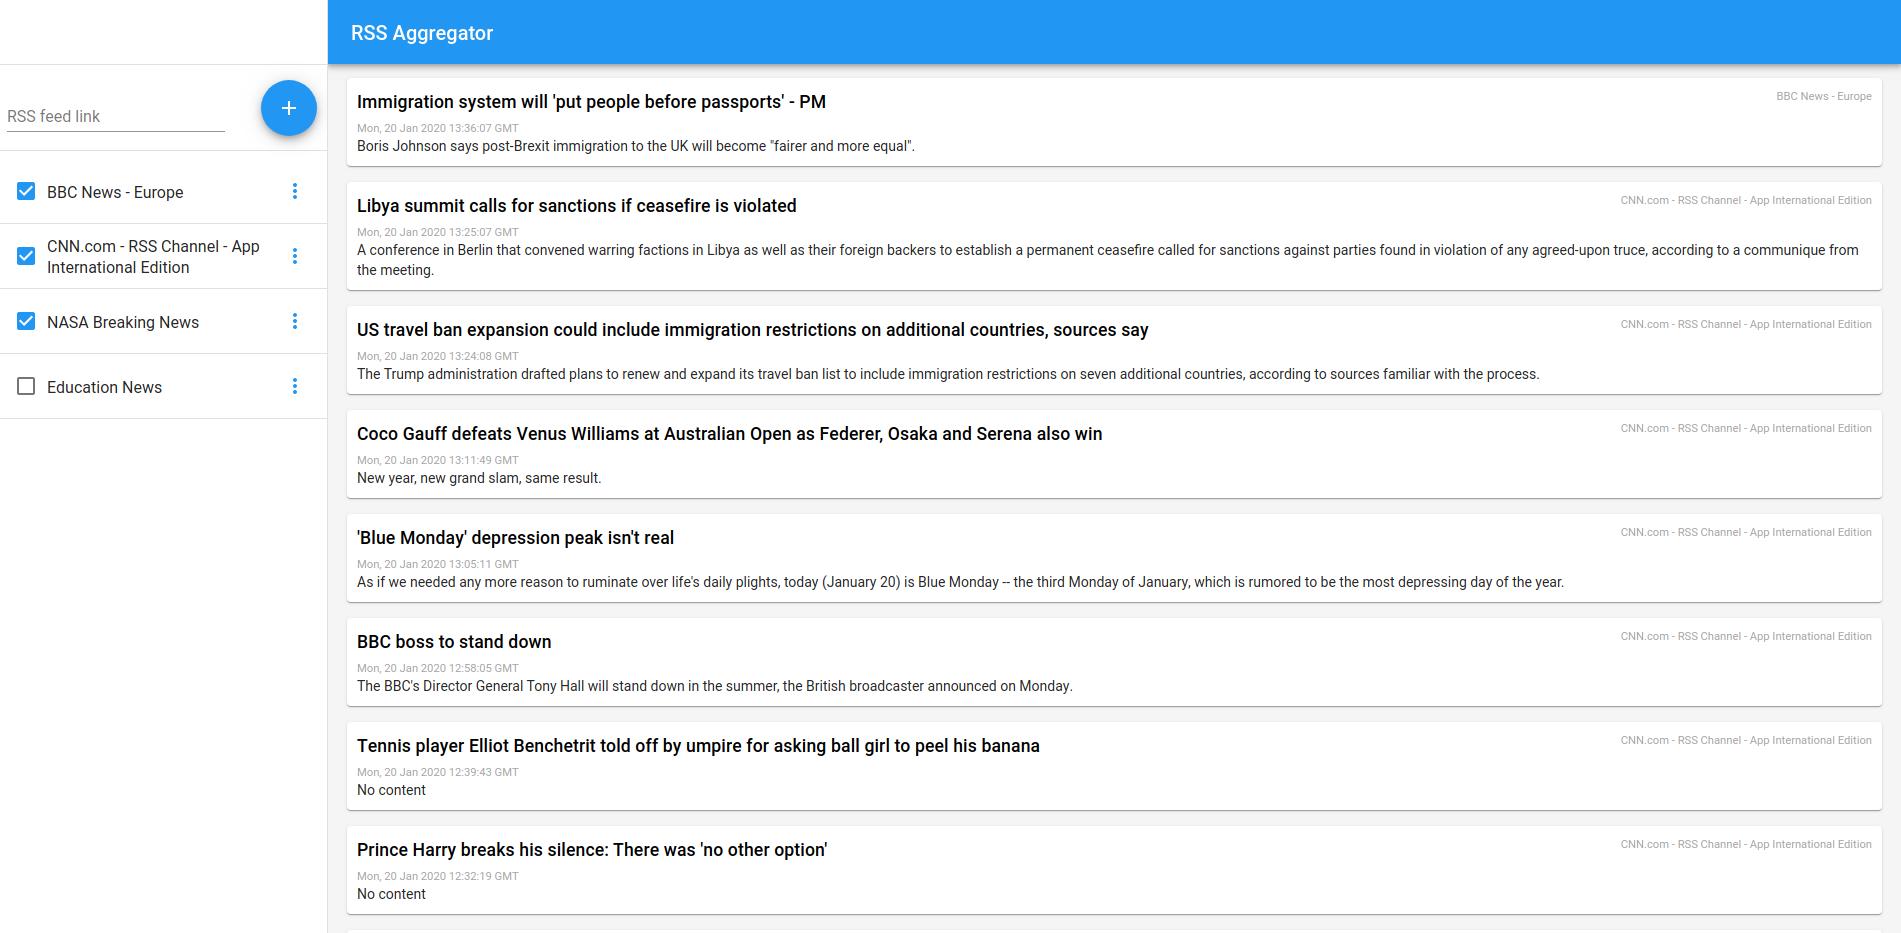 RSS Aggregator
RSS feed link
BBC News - Europe
CNN.com - RSS Channel - App
International Edition
NASA Breaking News
Education News
Immigration system will 'put people before passports' - PM
BBC News - Europe
Mon, 20 Jan 2020 13:36:07 GMT
Boris Johnson says post-Brexit immigration to the UK will become "fairer and more equal".
Libya summit calls for sanctions if ceasefire is violated
CNN.com - RSS Channel - App International Edition
Mon, 20 Jan 2020 13:25:07 GMT
A conference in Berlin that convened warring factions in Libya as well as their foreign backers to establish a permanent ceasefire called for sanctions against parties found in violation of any agreed-upon truce, according to a communique from
the meeting.
US travel ban expansion could include immigration restrictions on additional countries, sources say
CNN.com - RSS Channel - App International Edition
Mon, 20 Jan 2020 13:24:08 GMT
The Trump administration drafted plans to renew and expand its travel ban list to include immigration restrictions on seven additional countries, according to sources familiar with the process.
Coco Gauff defeats Venus Williams at Australian Open as Federer, Osaka and Serena also win
CNN.com - RSS Channel - App International Edition
Mon, 20 Jan 2020 13:11:49 GMT
New year, new grand slam, same result.
'Blue Monday' depression peak isn't real
CNN.com - RSS Channel - App International Edition
Mon, 20 Jan 2020 13:05:11 GMT
As if we needed any more reason to ruminate over life's daily plights, today (January 20) is Blue Monday -- the third Monday of January, which is rumored to be the most depressing day of the year.
BBC boss to stand down
CNN.com - RSS Channel - App International Edition
Mon, 20 Jan 2020 12:58:05 GMT
The BBC's Director General Tony Hall will stand down in the summer, the British broadcaster announced on Monday.
Tennis player Elliot Benchetrit told off by umpire for asking ball girl to peel his banana
CNN.com - RSS Channel - App International Edition
Mon, 20 Jan 2020 12:39:43 GMT
No content
Prince Harry breaks his silence: There was 'no other option'
CNN.com - RSS Channel - App International Edition
Mon, 20 Jan 2020 12:32:19 GMT
No content